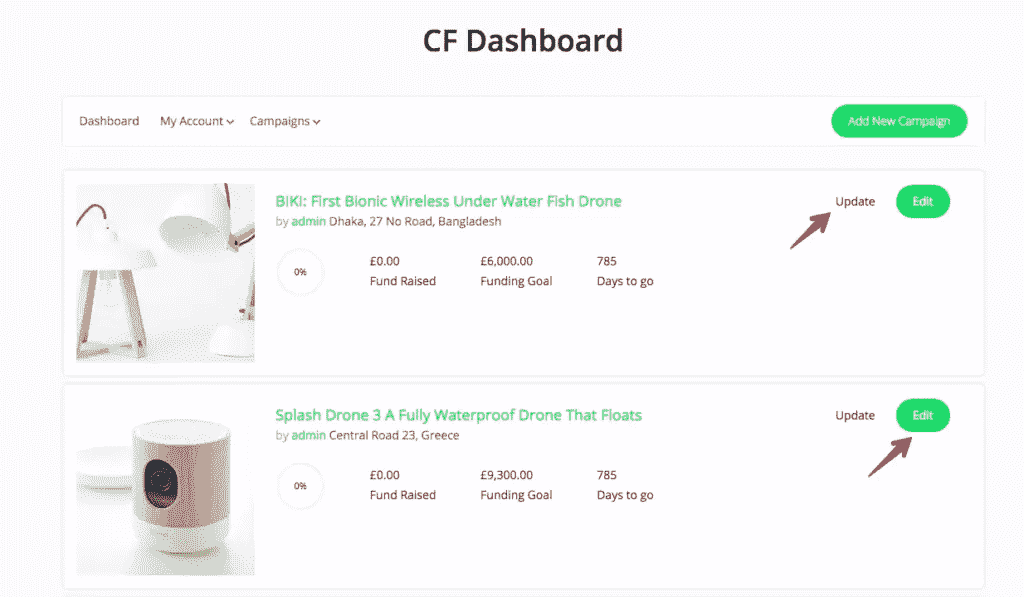 CF Dashboard
Dashboard My Account Campaigns Add New Campaign
BIKI: First Bionic Wireless Under Water Fish Drone Update Edit
by admin Dhaka, 27 No Road, Bangladesh
0% £0.00 £6,000.00 785
Fund Raised Funding Goal Days to go
Splash Drone 3 A Fully Waterproof Drone That Floats Update Edit
by admin Central Road 23, Greece
0% £0.00 £9,300.00 785
Fund Raised Funding Goal Days to go